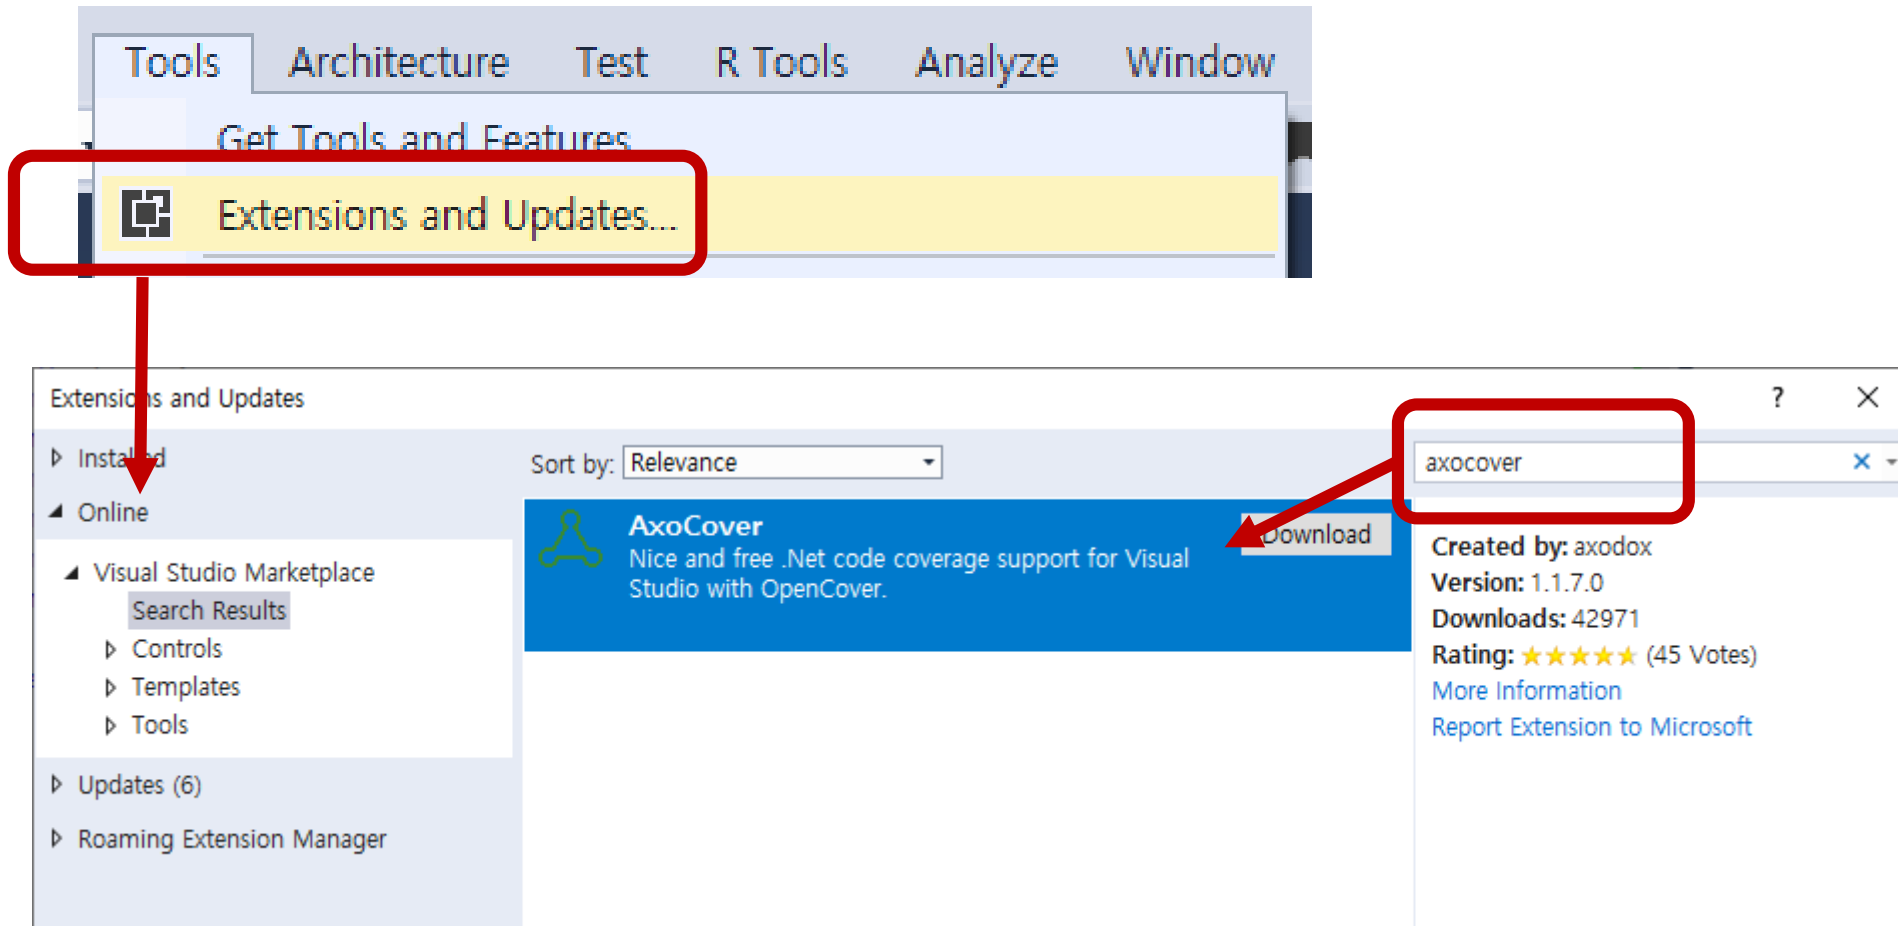 Tools Architecture Test R Tools Analyze Window
Get Tools and Features
Extensions and Updates...
Extensions and Updates ?
Installed
Online
Visual Studio Marketplace
Search Results
Controls
Templates
Tools
Updates (6)
Roaming Extension Manager
Sort by: Relevance
AxoCover
Nice and free .Net code coverage support for Visual
Studio with OpenCover.
Download
axocover
Created by: axodox
Version: 1.1.7.0
Downloads: 42971
Rating: ★★★★★ (45 Votes)
More Information
Report Extension to Microsoft